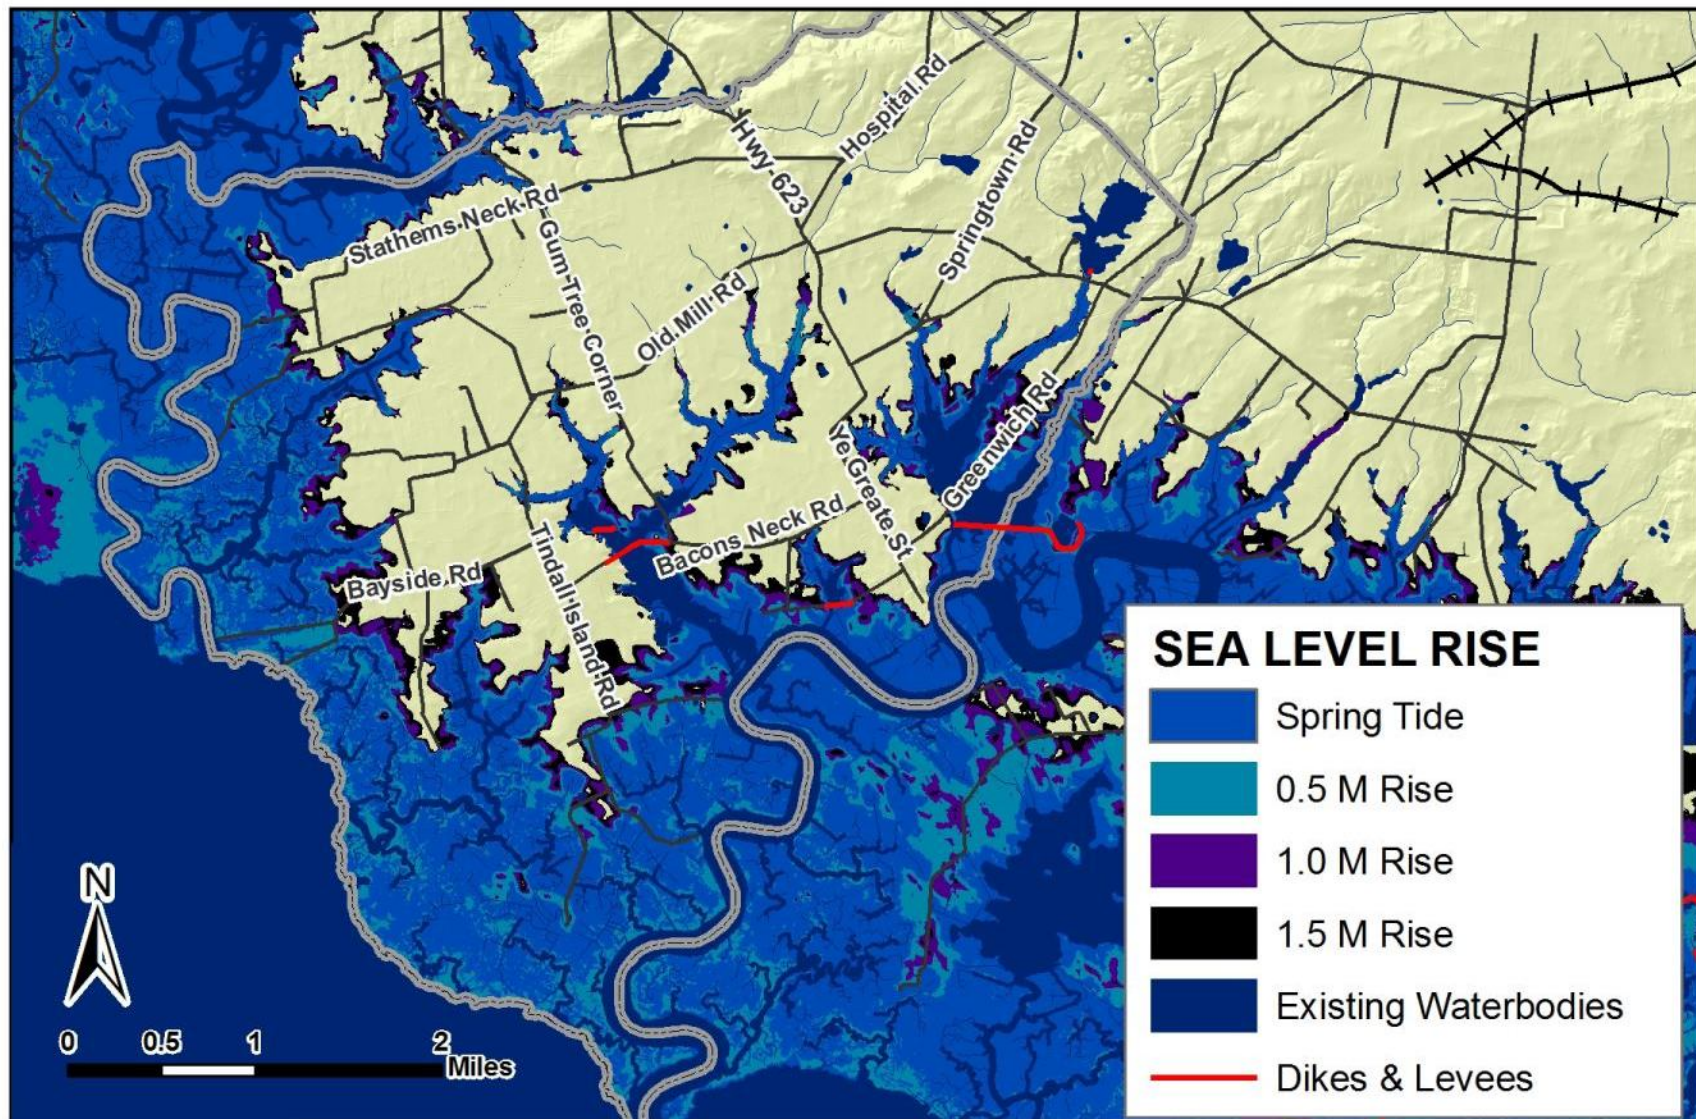 Hospital Rd
Hwy 623
Springtown Rd
Stathems Neck Rd
Gum Tree Corner
Old Mill Rd
Greenwich Rd
Ye Greate St
Bacons Neck Rd
Tindall Island Rd
Bayside Rd
SEA LEVEL RISE
Spring Tide
0.5 M Rise
1.0 M Rise
1.5 M Rise
Existing Waterbodies
Dikes & Levees
N
0 0.5 1 2
Miles